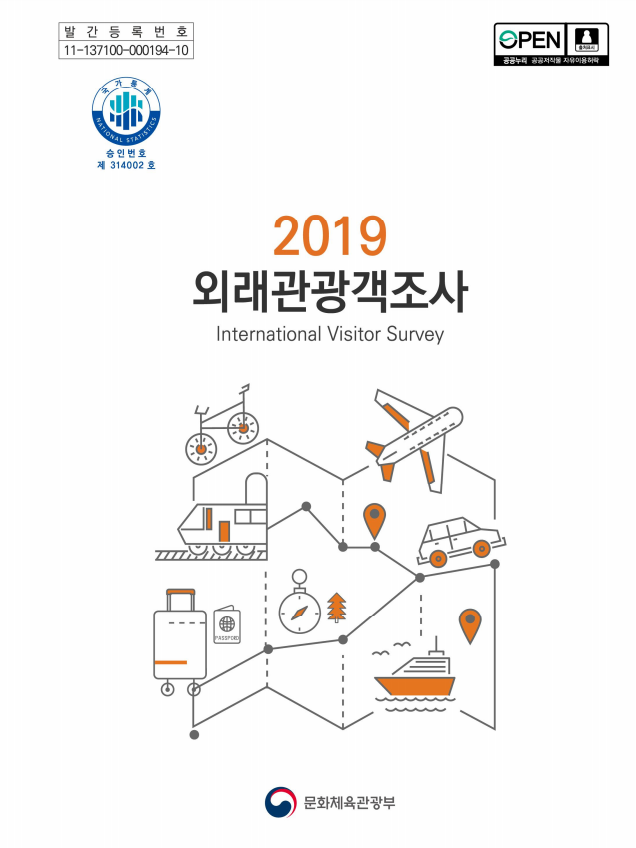 발 간 등 록 번 호
11-137100-000194-10
OPEN
출처표시
공공누리 공공저작물 자유이용허락
국가통계
NATIONAL STATISTICS
승인번호
제 314002 호
2019
외래관광객조사
International Visitor Survey
PASSPORD
문화체육관광부